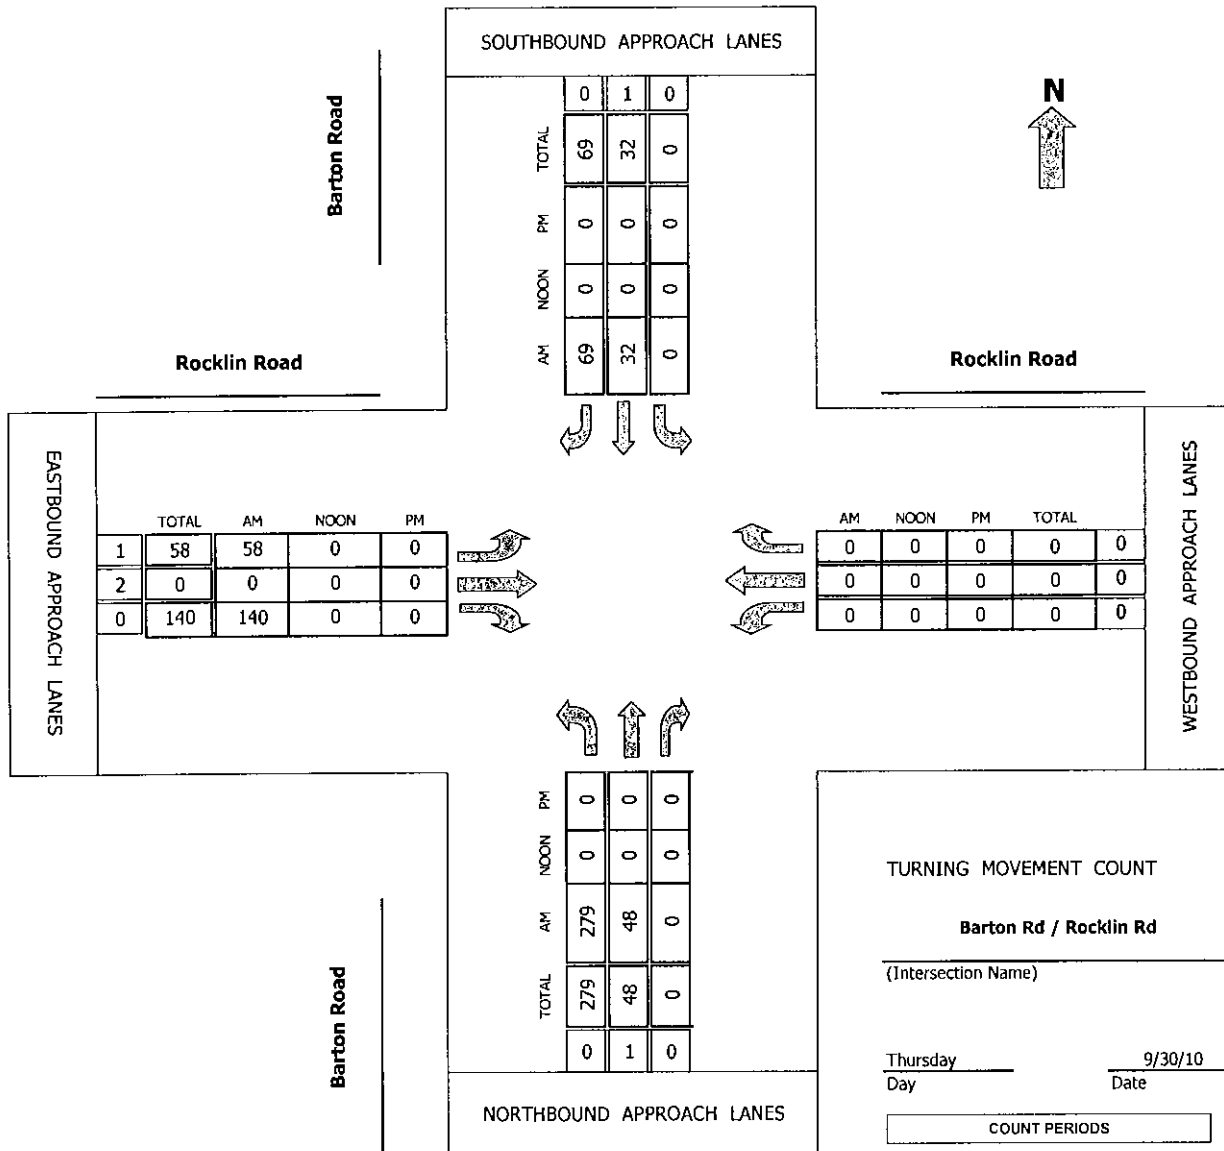 SOUTHBOUND APPROACH LANES
0 1 0
TOTAL 69 32 0
PM 0 0 0
NOON 0 0 0
AM 69 32 0
Barton Road
N
Rocklin Road
Rocklin Road
EASTBOUND APPROACH LANES
TOTAL AM NOON PM
1 58 58 0 0
2 0 0 0 0
0 140 140 0 0
AM NOON PM TOTAL
0 0 0 0 0
0 0 0 0 0
0 0 0 0 0
WESTBOUND APPROACH LANES
PM 0 0 0
NOON 0 0 0
AM 279 48 0
TOTAL 279 48 0
0 1 0
Barton Road
NORTHBOUND APPROACH LANES
TURNING MOVEMENT COUNT
Barton Rd / Rocklin Rd
(Intersection Name)
Thursday 9/30/10
Day Date
COUNT PERIODS